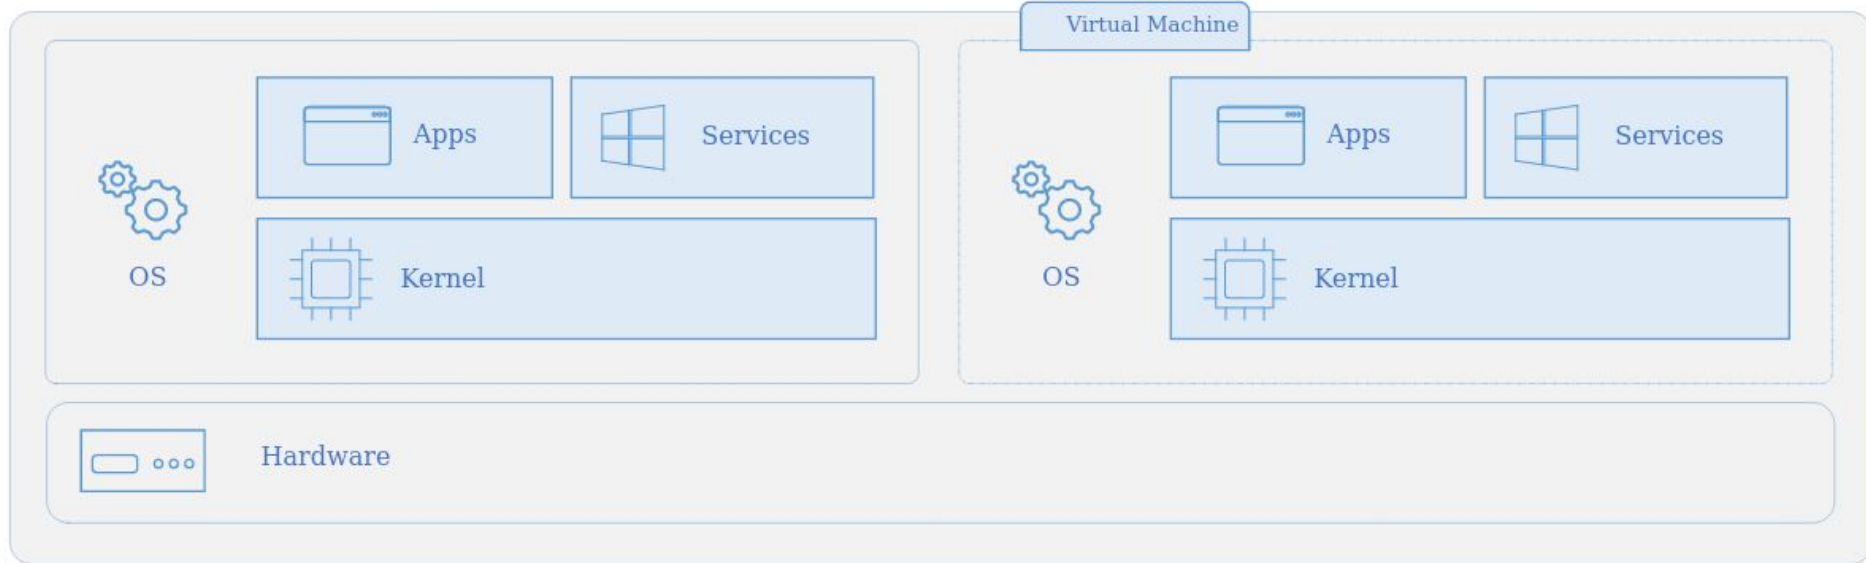 Virtual Machine
Apps
Services
OS
Kernel
Apps
Services
OS
Kernel
Hardware